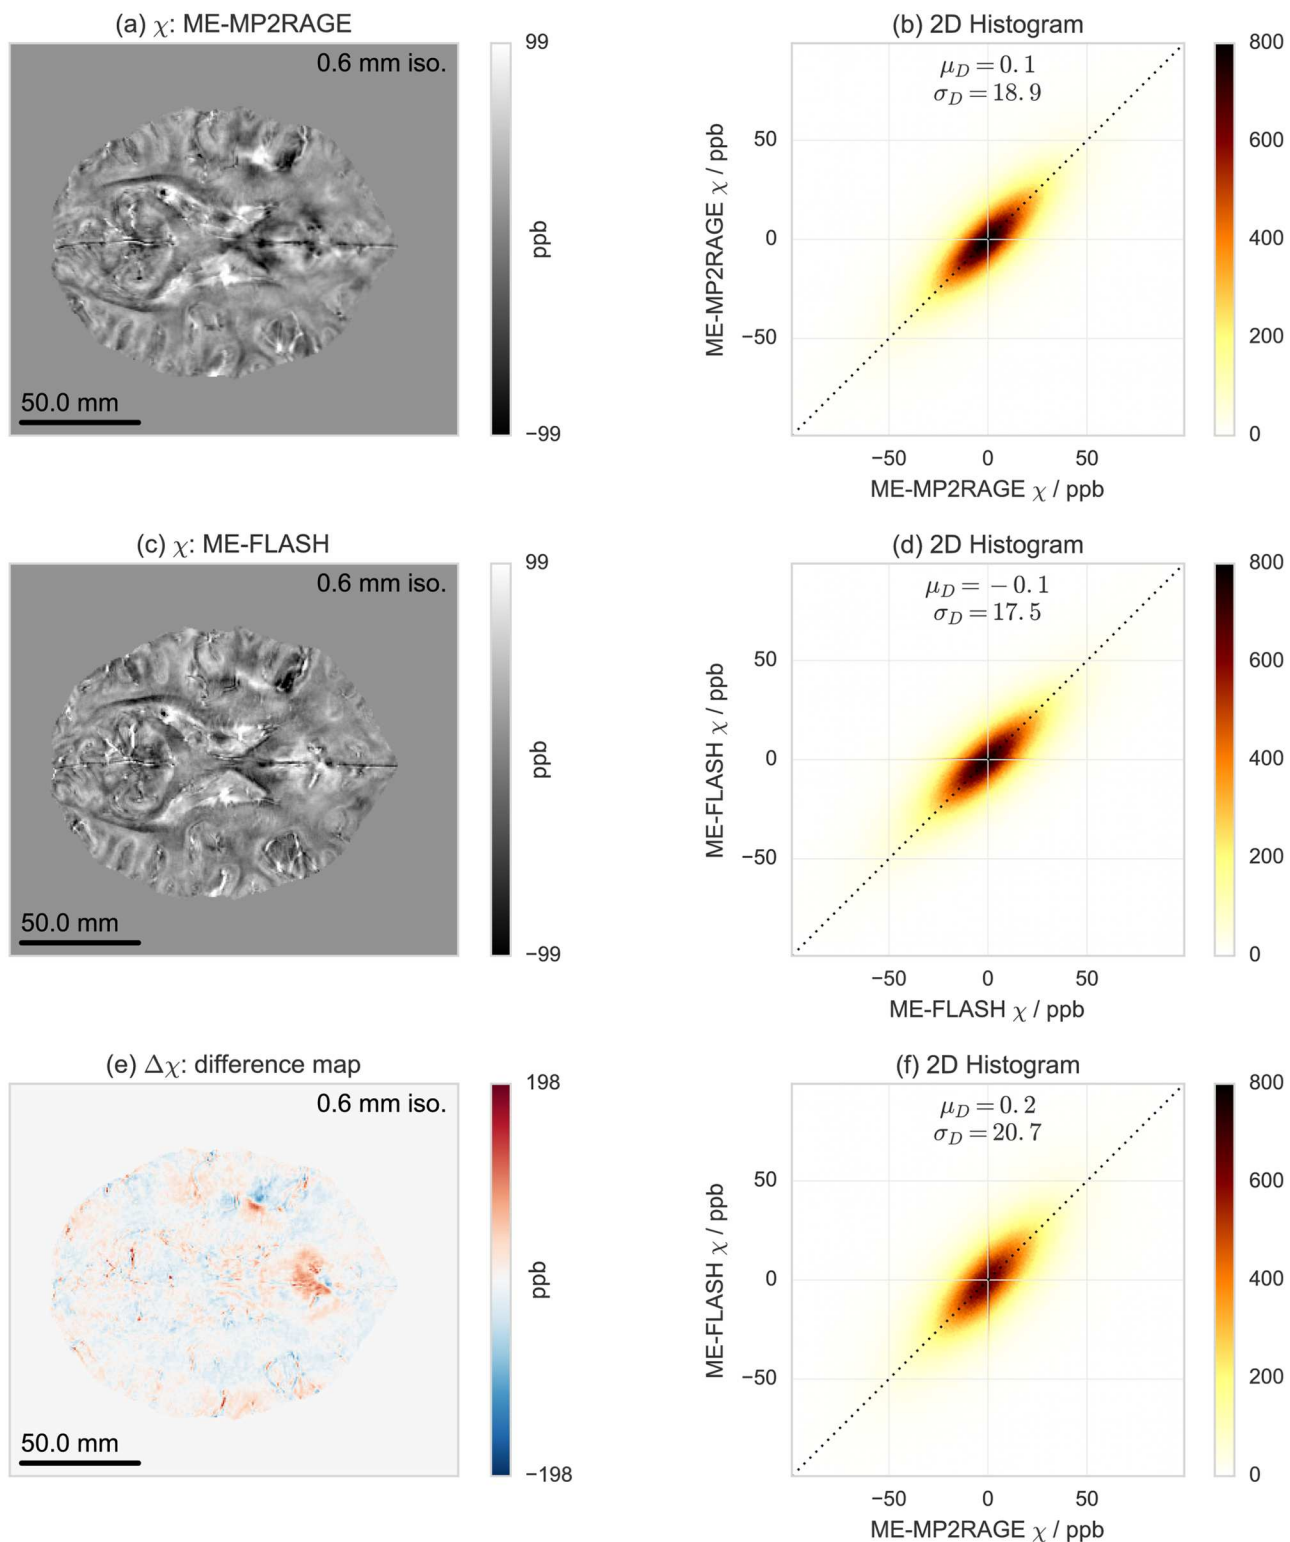 (a) χ: ME-MP2RAGE
0.6 mm iso.
50.0 mm
99
ppb
−99
(b) 2D Histogram
μ_D = 0.1
σ_D = 18.9
ME-MP2RAGE χ / ppb
50
0
−50
−50 0 50
ME-MP2RAGE χ / ppb
800
600
400
200
0
(c) χ: ME-FLASH
0.6 mm iso.
50.0 mm
99
ppb
−99
(d) 2D Histogram
μ_D = −0.1
σ_D = 17.5
ME-FLASH χ / ppb
50
0
−50
−50 0 50
ME-FLASH χ / ppb
800
600
400
200
0
(e) Δχ: difference map
0.6 mm iso.
50.0 mm
198
ppb
−198
(f) 2D Histogram
μ_D = 0.2
σ_D = 20.7
ME-FLASH χ / ppb
50
0
−50
−50 0 50
ME-MP2RAGE χ / ppb
800
600
400
200
0